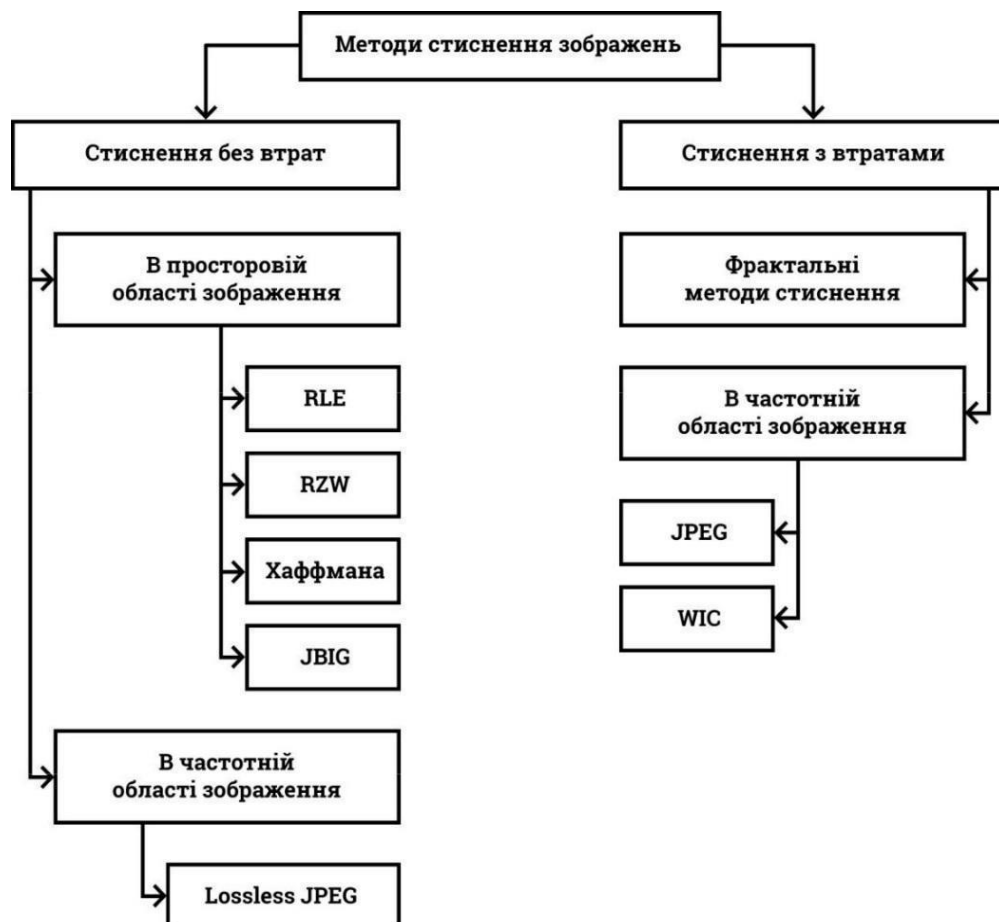 Методи стиснення зображень
Стиснення без втрат
В просторовій
області зображення
RLE
RZW
Хаффмана
JBIG
В частотній
області зображення
Lossless JPEG
Стиснення з втратами
Фрактальні
методи стиснення
В частотній
області зображення
JPEG
WIC